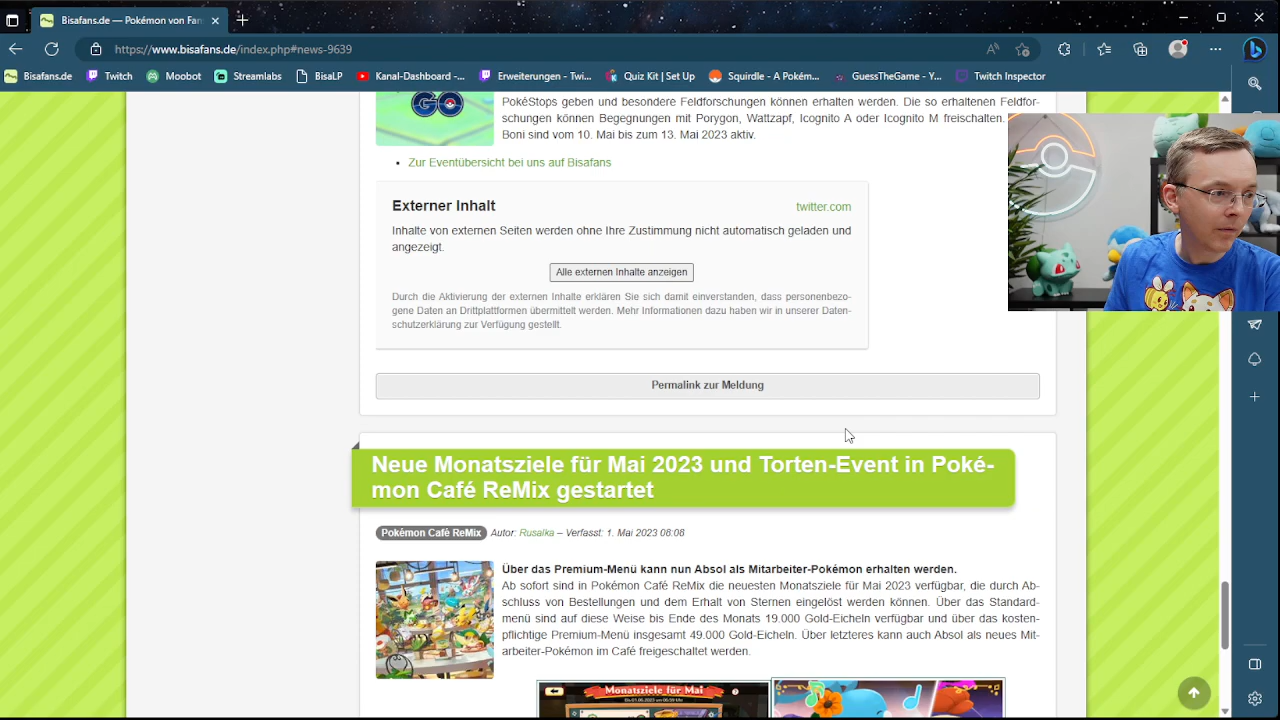 Bisafans.de — Pokémon von Fan
https://www.bisafans.de/index.php#news-9639
Bisafans.de
Twitch
Moobot
Streamlabs
BisaLP
Kanal-Dashboard -...
Erweiterungen - Twi...
Quiz Kit | Set Up
Squirdle - A Pokém...
GuessTheGame - Y...
Twitch Inspector
GO
PokéStops geben und besondere Feldforschungen können erhalten werden. Die so erhaltenen Feldfor-
schungen können Begegnungen mit Porygon, Wattzapf, Icognito A oder Icognito M freischalten.
Boni sind vom 10. Mai bis zum 13. Mai 2023 aktiv.
• Zur Eventübersicht bei uns auf Bisafans
Externer Inhalt
twitter.com
Inhalte von externen Seiten werden ohne Ihre Zustimmung nicht automatisch geladen und
angezeigt.
Alle externen Inhalte anzeigen
Durch die Aktivierung der externen Inhalte erklären Sie sich damit einverstanden, dass personenbezo-
gene Daten an Drittplattformen übermittelt werden. Mehr Informationen dazu haben wir in unserer Daten-
schutzerklärung zur Verfügung gestellt.
Permalink zur Meldung
Neue Monatsziele für Mai 2023 und Torten-Event in Poké-
mon Café ReMix gestartet
Pokémon Café ReMix Autor: Rusalka – Verfasst: 1. Mai 2023 08:08
Über das Premium-Menü kann nun Absol als Mitarbeiter-Pokémon erhalten werden.
Ab sofort sind in Pokémon Café ReMix die neuesten Monatsziele für Mai 2023 verfügbar, die durch Ab-
schluss von Bestellungen und dem Erhalt von Sternen eingelöst werden können. Über das Standard-
menü sind auf diese Weise bis Ende des Monats 19.000 Gold-Eicheln verfügbar und über das kosten-
pflichtige Premium-Menü insgesamt 49.000 Gold-Eicheln. Über letzteres kann auch Absol als neues Mit-
arbeiter-Pokémon im Café freigeschaltet werden.
Monatsziele für Mai